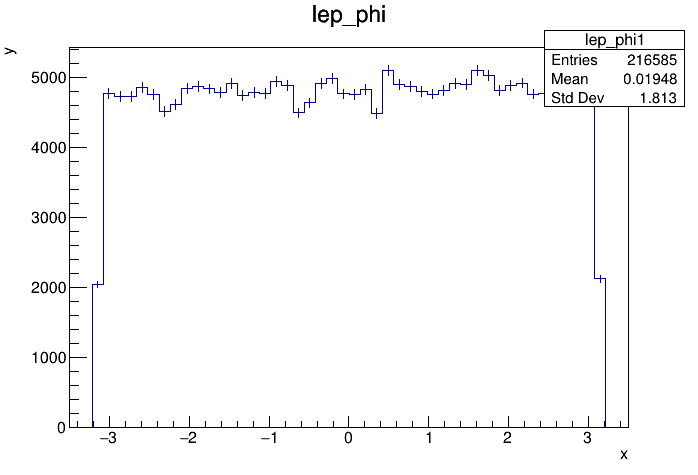 lep_phi
y
lep_phi1
Entries 216585
Mean 0.01948
Std Dev 1.813
5000
4000
3000
2000
1000
0
−3 −2 −1 0 1 2 3
x